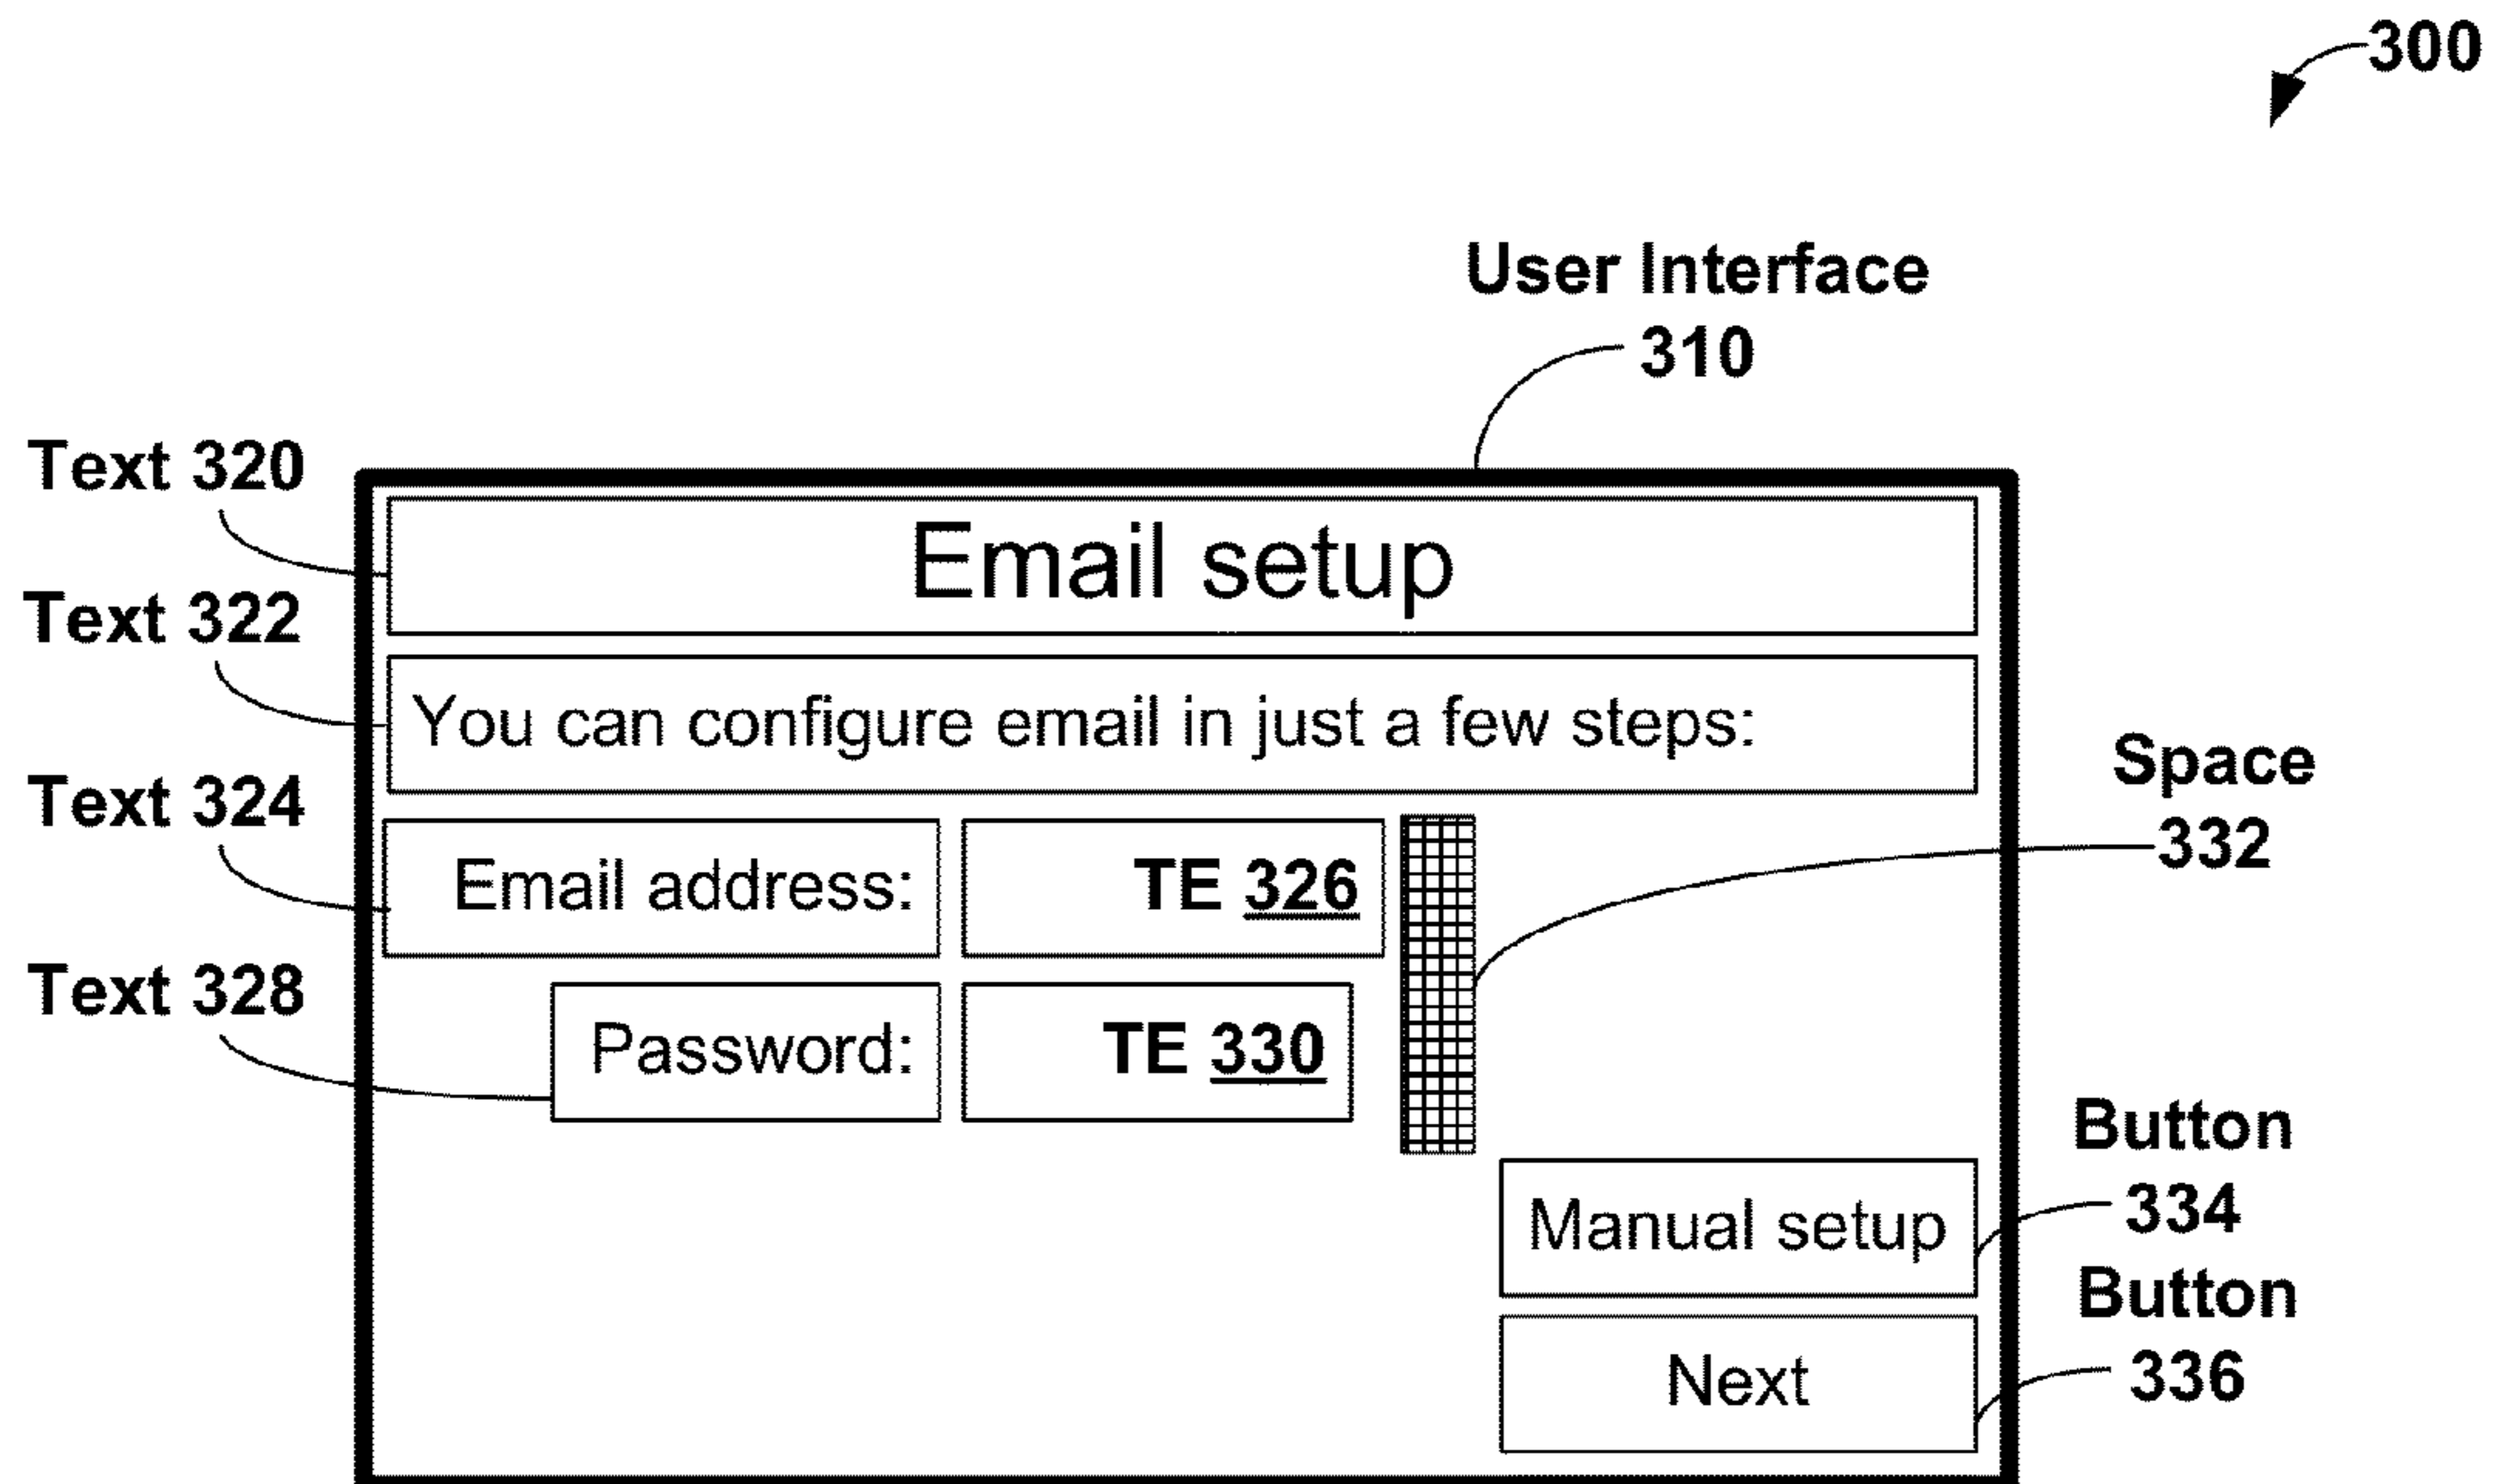 300
User Interface
310
Text 320
Email setup
Text 322
You can configure email in just a few steps:
Space
332
Text 324
Email address:
TE 326
Text 328
Password:
TE 330
Button
334
Manual setup
Button
336
Next